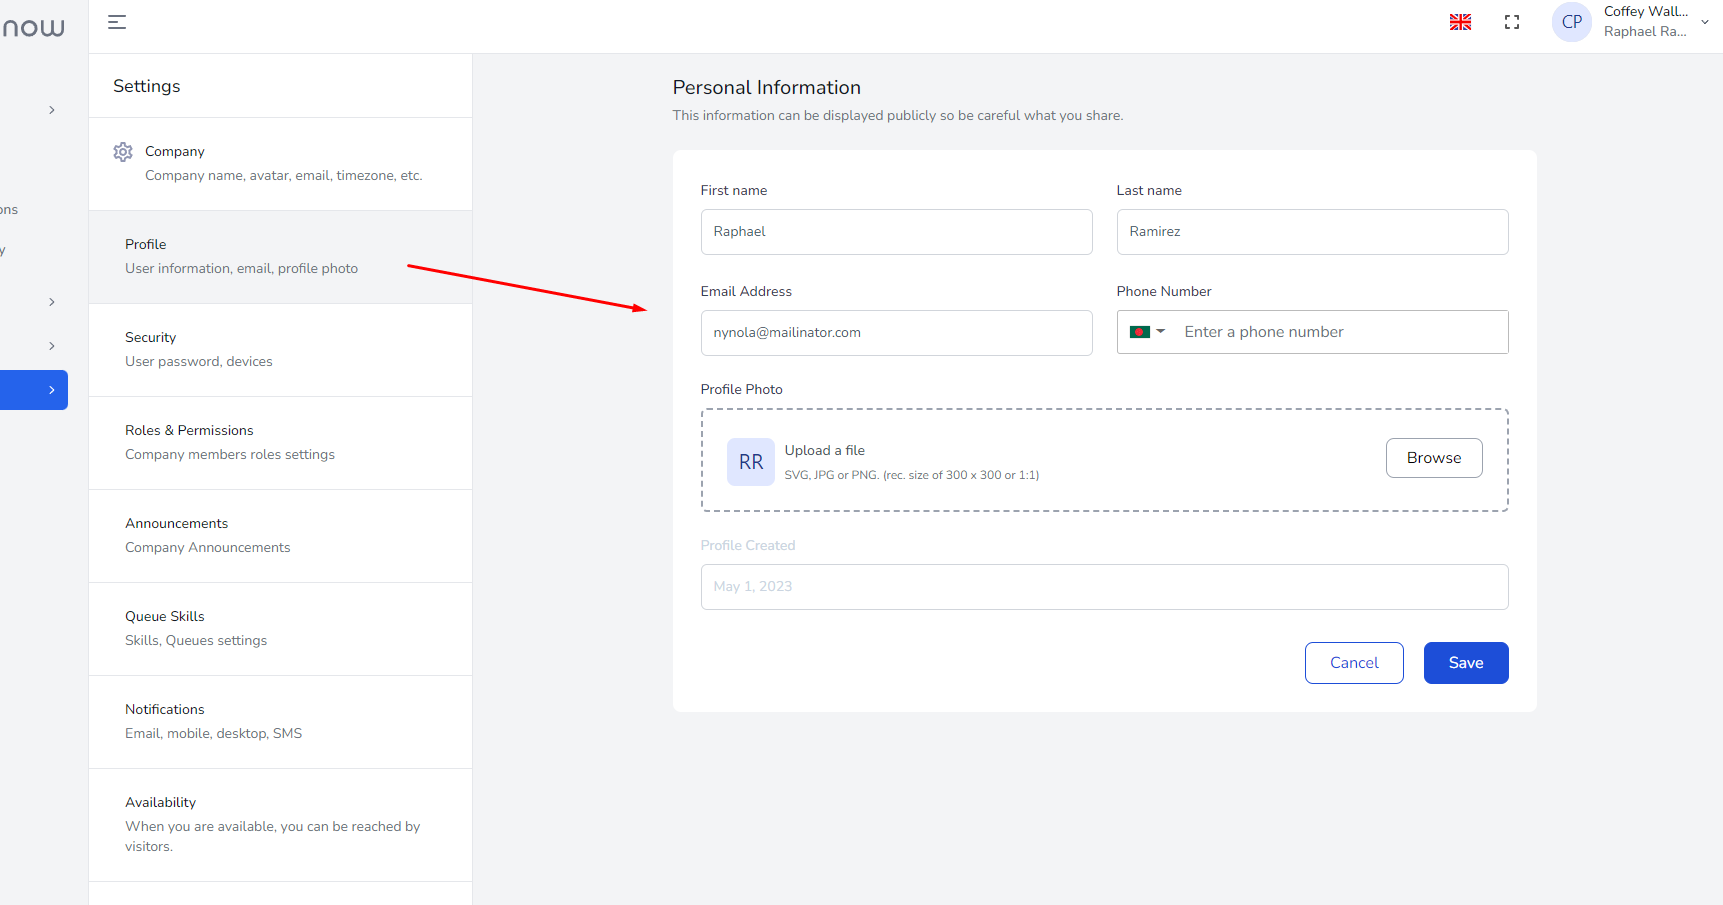 now
CP
Coffey Wall...
Raphael Ra...
ons
y
Settings
Company
Company name, avatar, email, timezone, etc.
Profile
User information, email, profile photo
Security
User password, devices
Roles & Permissions
Company members roles settings
Announcements
Company Announcements
Queue Skills
Skills, Queues settings
Notifications
Email, mobile, desktop, SMS
Availability
When you are available, you can be reached by
visitors.
Personal Information
This information can be displayed publicly so be careful what you share.
First name
Last name
Raphael
Ramirez
Email Address
Phone Number
nynola@mailinator.com
Enter a phone number
Profile Photo
RR
Upload a file
SVG, JPG or PNG. (rec. size of 300 x 300 or 1:1)
Browse
Profile Created
May 1, 2023
Cancel
Save